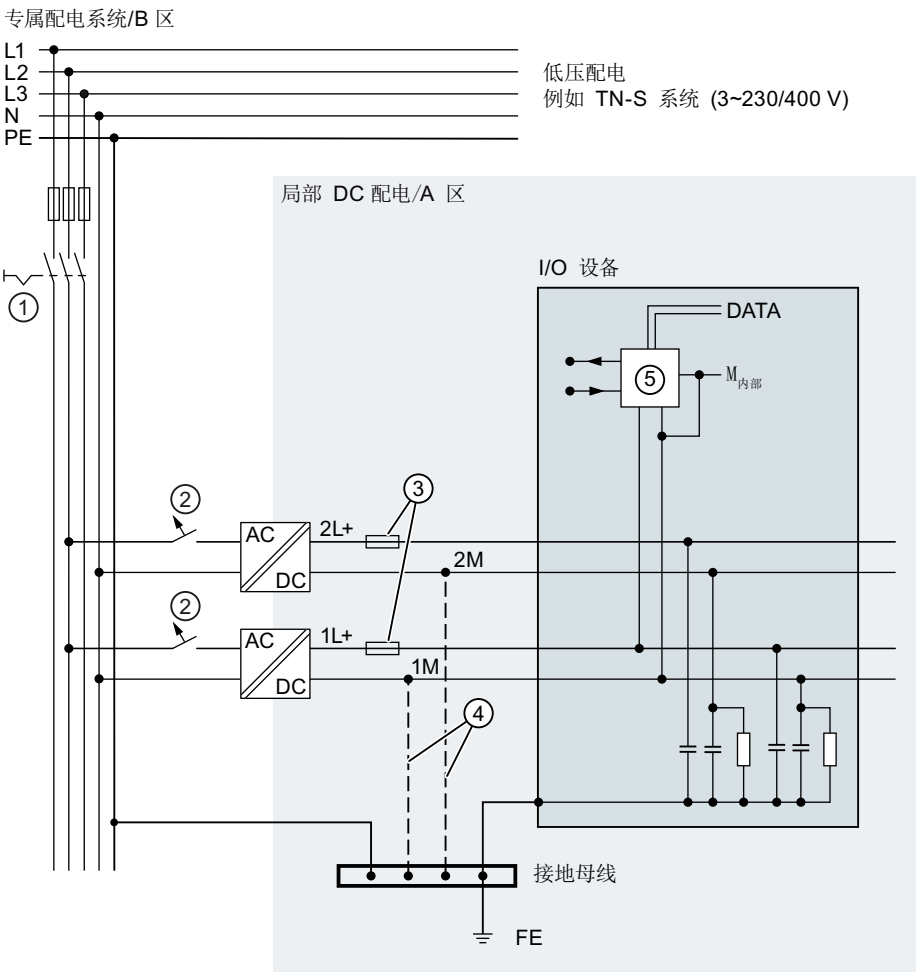 专属配电系统/B 区
L1
L2
L3
N
PE
低压配电
例如 TN-S 系统 (3~230/400 V)
局部 DC 配电/A 区
I/O 设备
DATA
①
⑤
M内部
③
②
AC
DC
2L+
2M
②
AC
DC
1L+
1M
④
接地母线
FE